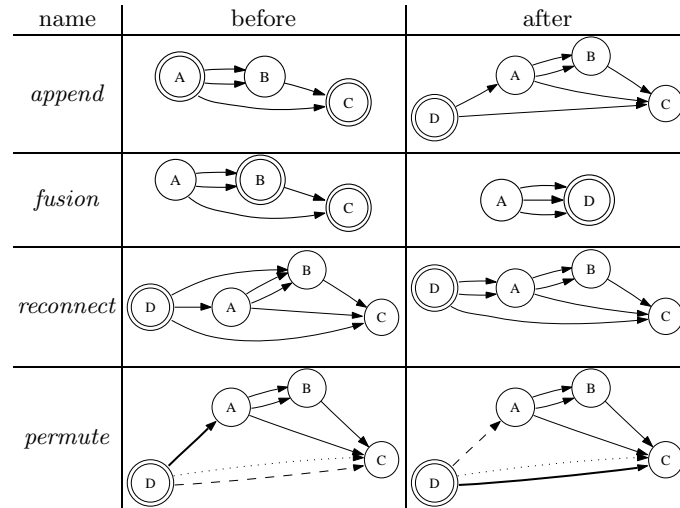 name before after
append A B C D A B C
fusion A B C A D
reconnect D A B C D A B C
permute D A B C D A B C